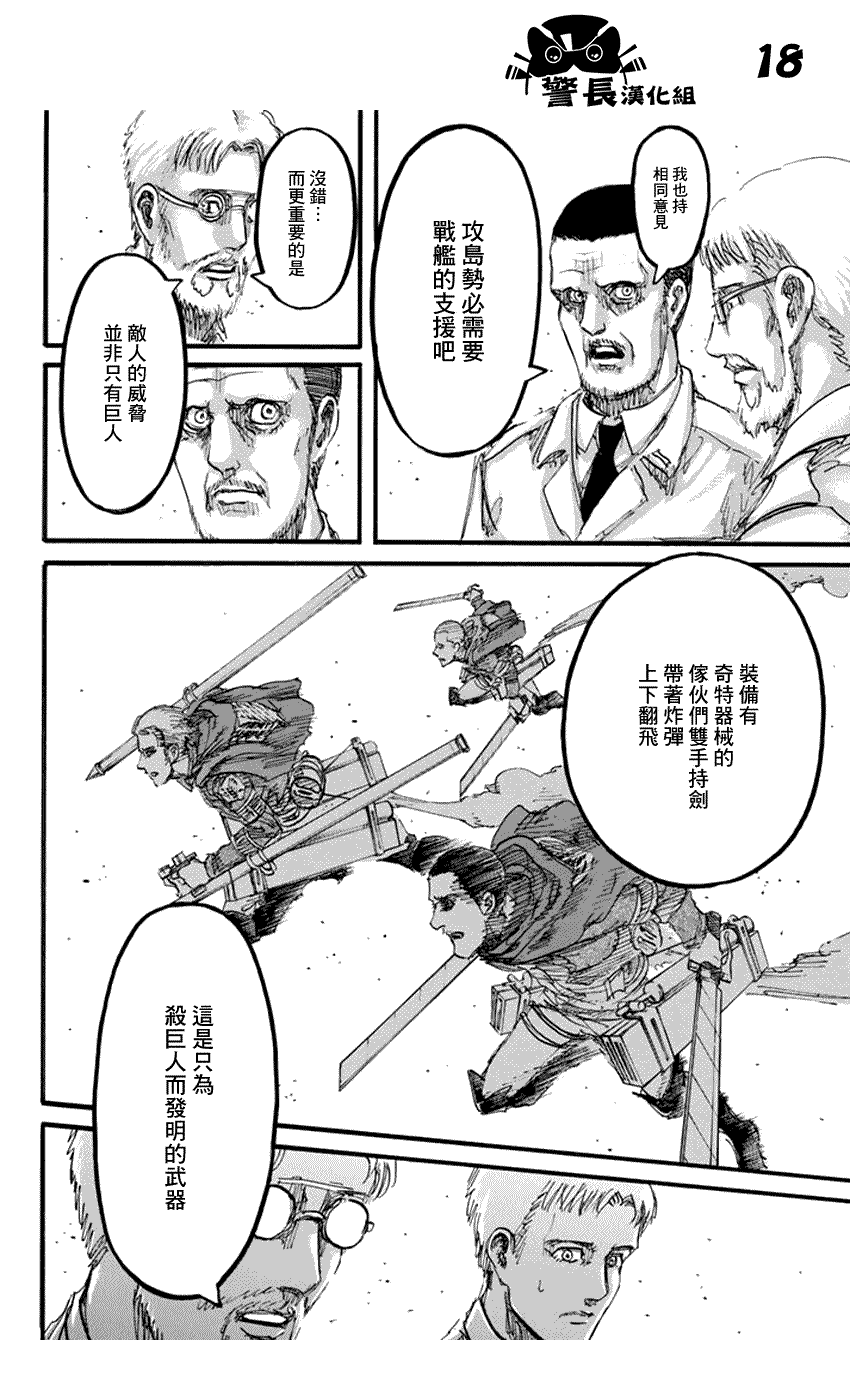 警長漢化組
18
我也持
相同意見
攻島勢必需要
戰艦的支援吧
沒錯…
而更重要的是
敵人的威脅
並非只有巨人
裝備有
奇特器械的
傢伙們雙手持劍
帶著炸彈
上下翻飛
這是只為
殺巨人而發明的武器